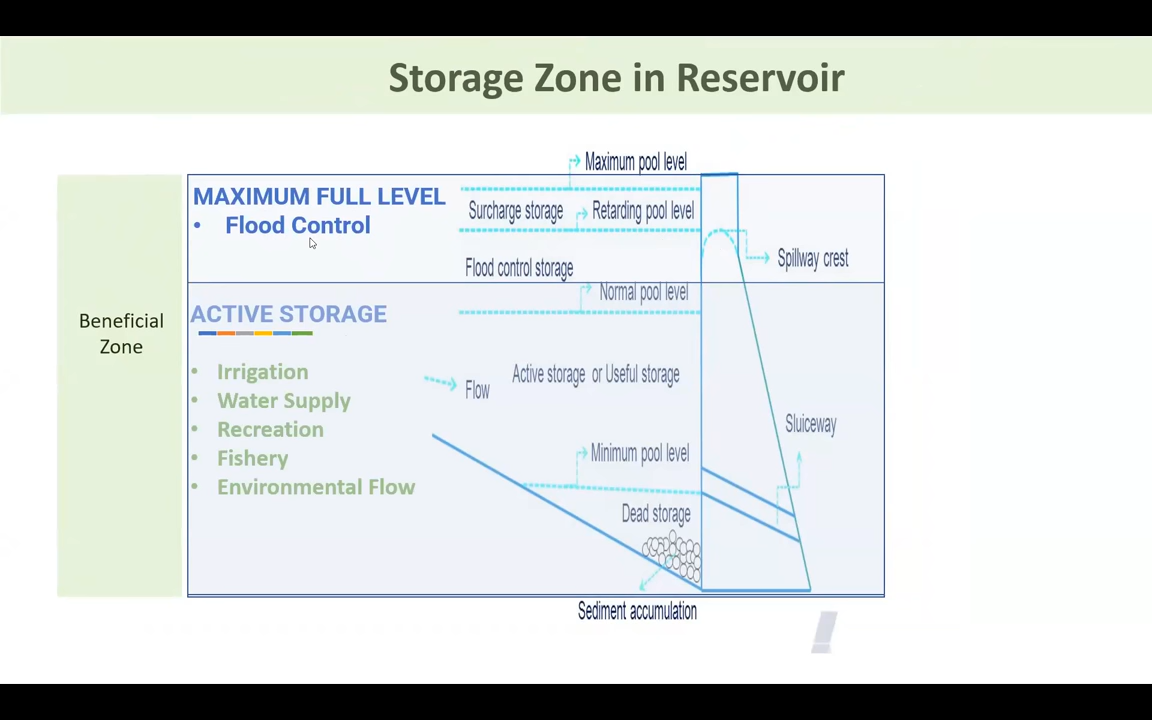 Storage Zone in Reservoir
Beneficial
Zone
MAXIMUM FULL LEVEL
• Flood Control
ACTIVE STORAGE
• Irrigation
• Water Supply
• Recreation
• Fishery
• Environmental Flow
Maximum pool level
Surcharge storage
Retarding pool level
Spillway crest
Flood control storage
Normal pool level
Active storage or Useful storage
Flow
Sluiceway
Minimum pool level
Dead storage
Sediment accumulation